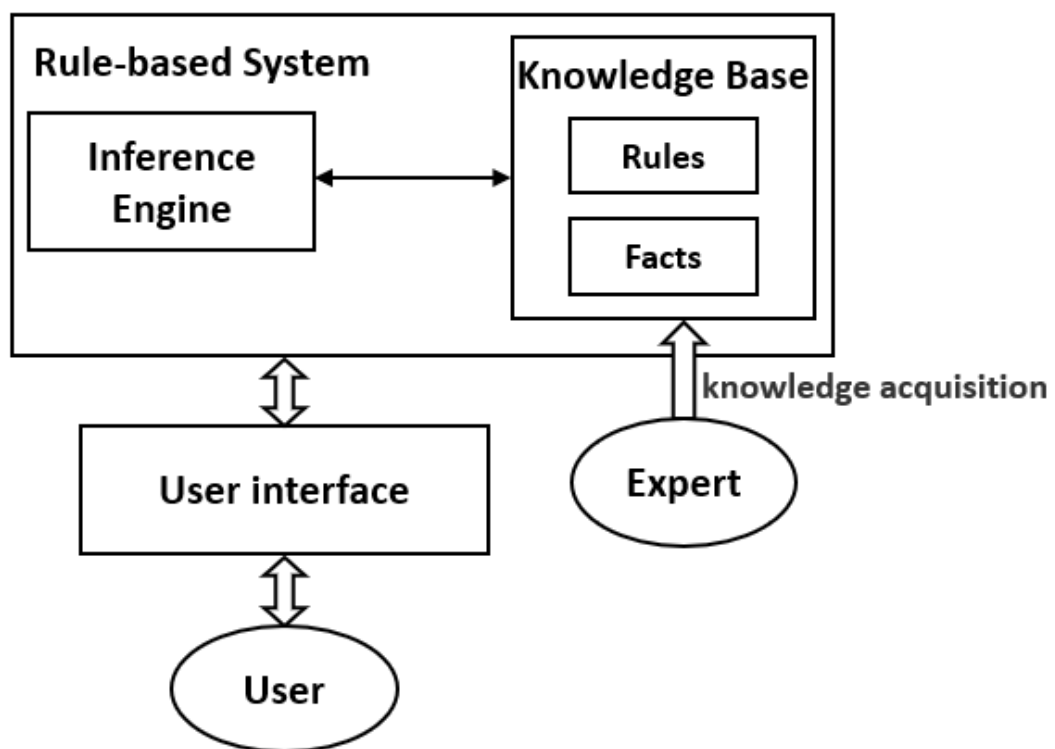 Rule-based System
Knowledge Base
Inference
Engine
Rules
Facts
knowledge acquisition
User interface
Expert
User